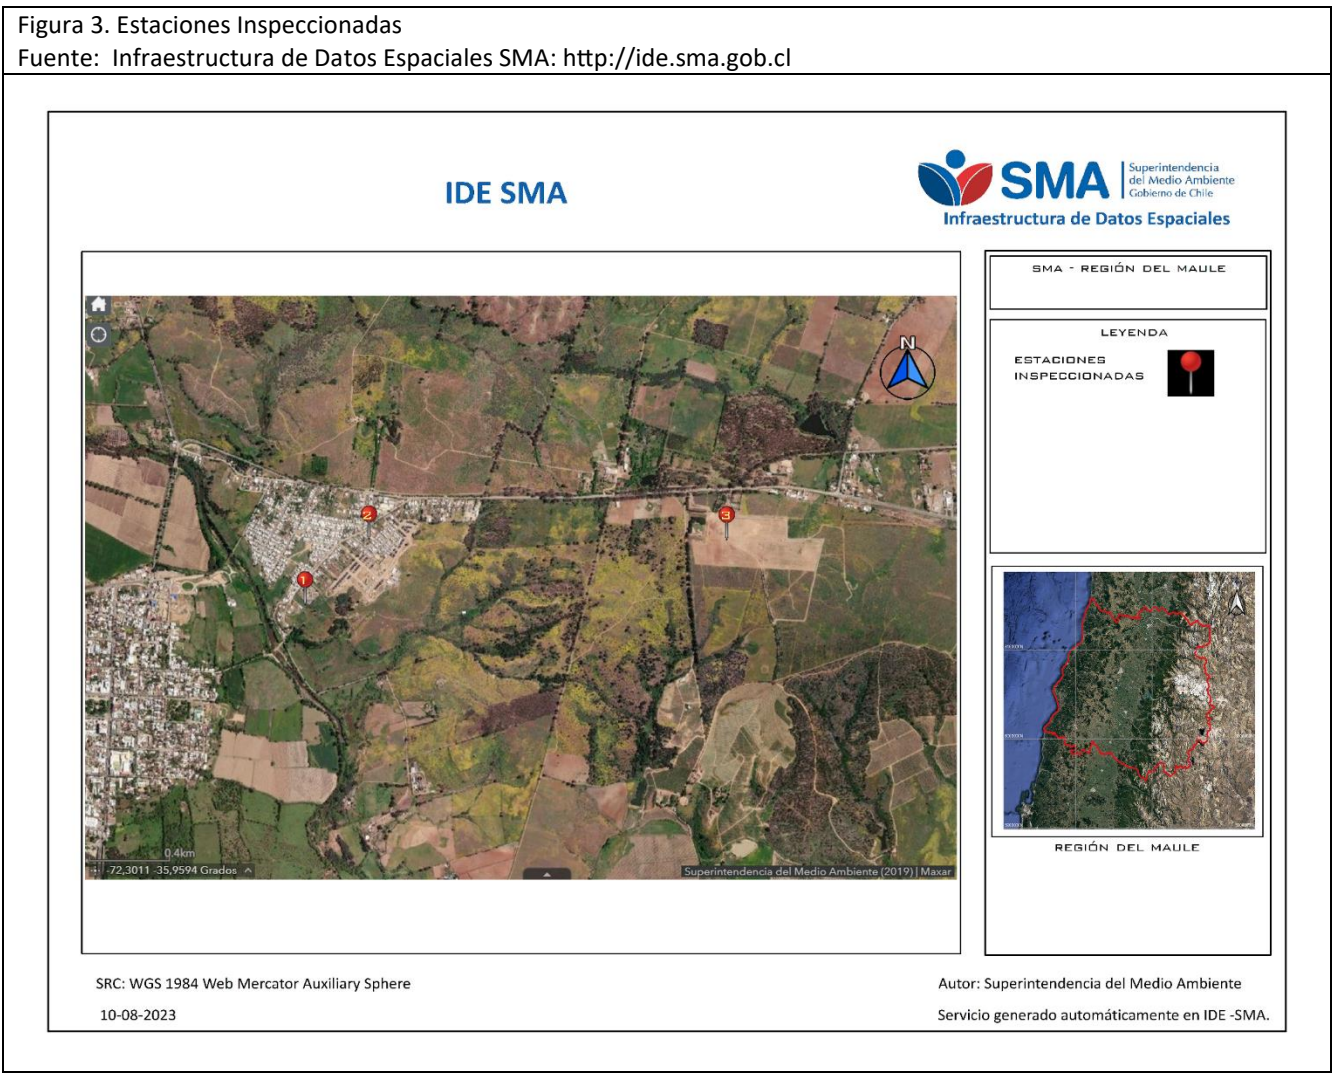 Figura 3. Estaciones Inspeccionadas
Fuente: Infraestructura de Datos Espaciales SMA: http://ide.sma.gob.cl
IDE SMA
SMA
Superintendencia
del Medio Ambiente
Gobierno de Chile
Infraestructura de Datos Espaciales
SMA - REGIÓN DEL MAULE
LEYENDA
ESTACIONES
INSPECCIONADAS
N
2
3
1
0.4km
-72,3011 -35,9594 Grados
Superintendencia del Medio Ambiente (2019) | Maxar
REGIÓN DEL MAULE
SRC: WGS 1984 Web Mercator Auxiliary Sphere
10-08-2023
Autor: Superintendencia del Medio Ambiente
Servicio generado automáticamente en IDE -SMA.